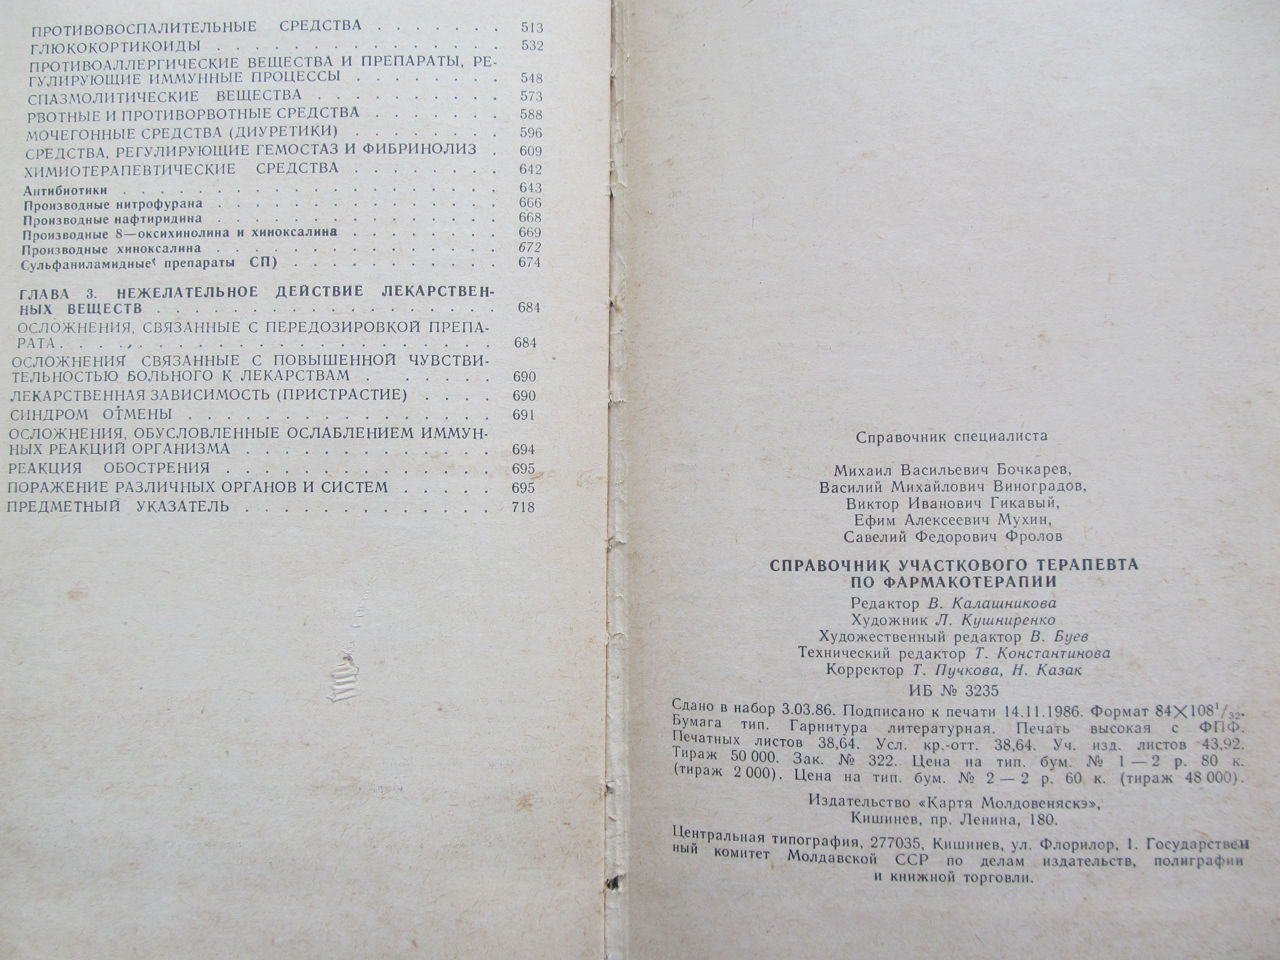 ПРОТИВОВОСПАЛИТЕЛЬНЫЕ СРЕДСТВА . . . . . . . 513
ГЛЮКОКОРТИКОИДЫ . . . . . . . . . . . . . . . 532
ПРОТИВОАЛЛЕРГИЧЕСКИЕ ВЕЩЕСТВА И ПРЕПАРАТЫ, РЕ-
ГУЛИРУЮЩИЕ ИММУННЫЕ ПРОЦЕССЫ . . . . . . . . 548
СПАЗМОЛИТИЧЕСКИЕ ВЕЩЕСТВА . . . . . . . . . . 573
РВОТНЫЕ И ПРОТИВОРВОТНЫЕ СРЕДСТВА . . . . . . . 588
МОЧЕГОННЫЕ СРЕДСТВА (ДИУРЕТИКИ) . . . . . . . . 596
СРЕДСТВА, РЕГУЛИРУЮЩИЕ ГЕМОСТАЗ И ФИБРИНОЛИЗ . 609
ХИМИОТЕРАПЕВТИЧЕСКИЕ СРЕДСТВА . . . . . . . . 642
Антибиотики . . . . . . . . . . . . . . . . . . . 643
Производные нитрофурана . . . . . . . . . . . . . . 666
Производные нафтиридина . . . . . . . . . . . . . . 668
Производные 8—оксихинолина и хиноксалина . . . . . . . . 669
Производные хиноксалина . . . . . . . . . . . . . . 672
Сульфаниламидные препараты СП) . . . . . . . . . . . 674
ГЛАВА 3. НЕЖЕЛАТЕЛЬНОЕ ДЕЙСТВИЕ ЛЕКАРСТВЕН-
НЫХ ВЕЩЕСТВ . . . . . . . . . . . . . . . . . . 684
ОСЛОЖНЕНИЯ, СВЯЗАННЫЕ С ПЕРЕДОЗИРОВКОЙ ПРЕПА-
РАТА. . . . . . . . . . . . . . . . . . . . . . . 684
ОСЛОЖНЕНИЯ СВЯЗАННЫЕ С ПОВЫШЕННОЙ ЧУВСТВИ-
ТЕЛЬНОСТЬЮ БОЛЬНОГО К ЛЕКАРСТВАМ . . . . . . . 690
ЛЕКАРСТВЕННАЯ ЗАВИСИМОСТЬ (ПРИСТРАСТИЕ) . . . . 690
СИНДРОМ ОТМЕНЫ . . . . . . . . . . . . . . . . 691
ОСЛОЖНЕНИЯ, ОБУСЛОВЛЕННЫЕ ОСЛАБЛЕНИЕМ ИММУН-
НЫХ РЕАКЦИЙ ОРГАНИЗМА . . . . . . . . . . . . . 694
РЕАКЦИЯ ОБОСТРЕНИЯ . . . . . . . . . . . . . . 695
ПОРАЖЕНИЕ РАЗЛИЧНЫХ ОРГАНОВ И СИСТЕМ . . . . . 695
ПРЕДМЕТНЫЙ УКАЗАТЕЛЬ . . . . . . . . . . . . . 718
Справочник специалиста
Михаил Васильевич Бочкарев,
Василий Михайлович Виноградов,
Виктор Иванович Гикавый,
Ефим Алексеевич Мухин,
Савелий Федорович Фролов
СПРАВОЧНИК УЧАСТКОВОГО ТЕРАПЕВТА
ПО ФАРМАКОТЕРАПИИ
Редактор В. Калашникова
Художник Л. Кушниренко
Художественный редактор В. Буев
Технический редактор Т. Константинова
Корректор Т. Пучкова, Н. Казак
ИБ № 3235
Сдано в набор 3.03.86. Подписано к печати 14.11.1986. Формат 84×108¹/₃₂.
Бумага тип. Гарнитура литературная. Печать высокая с ФПФ.
Печатных листов 38,64. Усл. кр.-отт. 38,64. Уч. изд. листов 43,92.
Тираж 50 000. Зак. № 322. Цена на тип. бум. № 1 — 2 р. 80 к.
(тираж 2 000). Цена на тип. бум. № 2 — 2 р. 60 к. (тираж 48 000).
Издательство «Картя Молдовеняскэ»,
Кишинев, пр. Ленина, 180.
Центральная типография, 277035, Кишинев, ул. Флорилор, 1. Государствен
ный комитет Молдавской ССР по делам издательств, полиграфии
и книжной торговли.